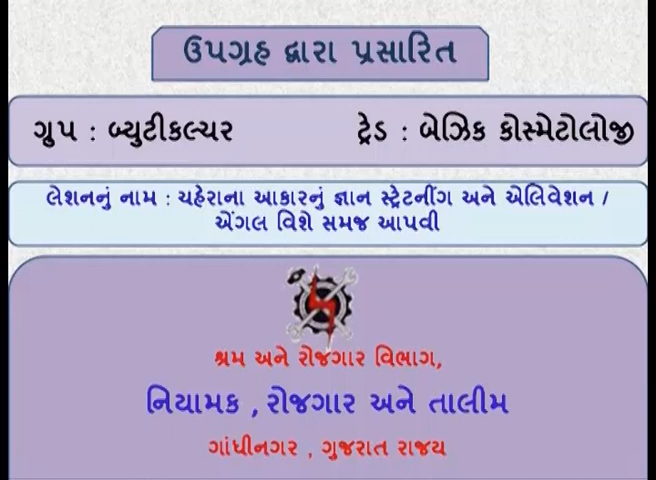 ઉપગ્રહ દ્વારા પ્રસારિત
ગ્રુપ : બ્યુટીકલ્ચર ટ્રેડ : બેઝિક કોસ્મેટોલોજી
લેશનનું નામ : ચહેરાના આકારનું જ્ઞાન સ્ટ્રેટનીંગ અને એલિવેશન /
એંગલ વિશે સમજ આપવી
શ્રમ અને રોજગાર વિભાગ,
નિયામક , રોજગાર અને તાલીમ
ગાંધીનગર , ગુજરાત રાજય